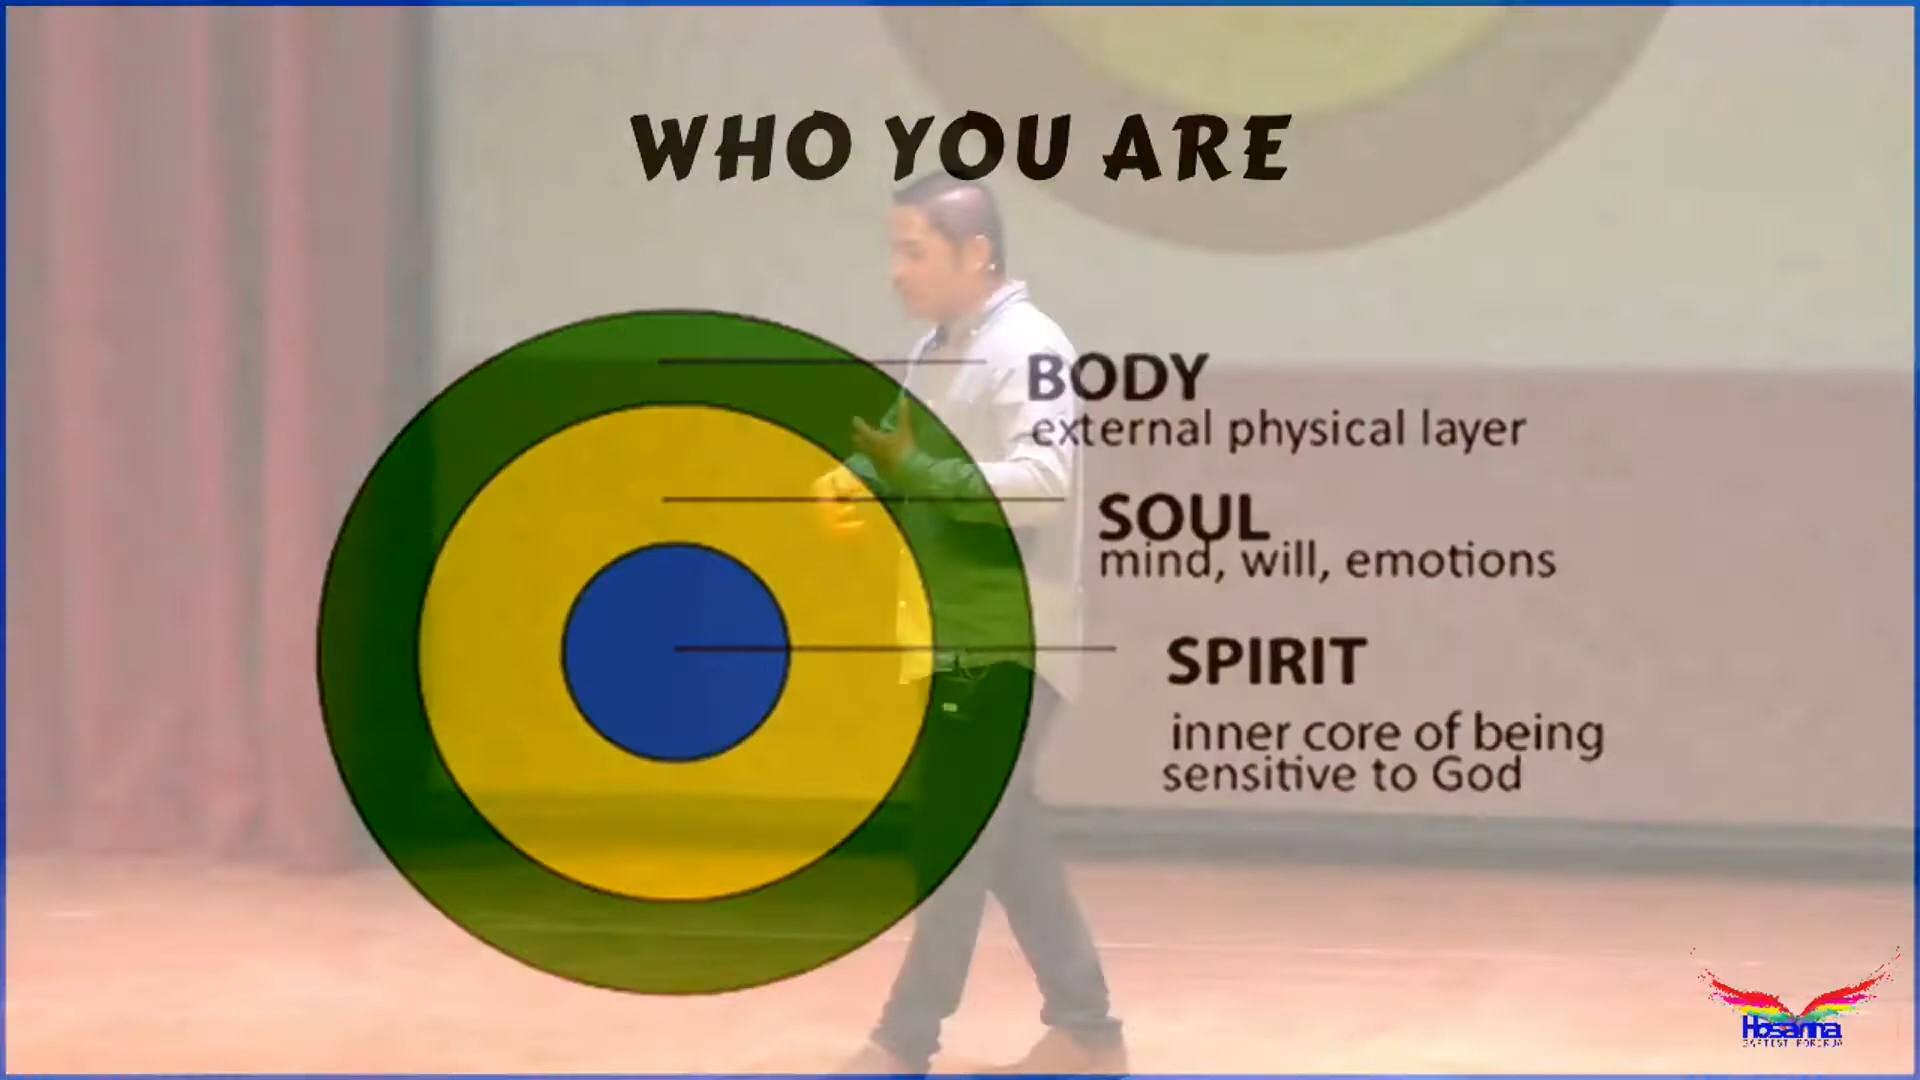 WHO YOU ARE
BODY
external physical layer
SOUL
mind, will, emotions
SPIRIT
inner core of being
sensitive to God
Hosanna